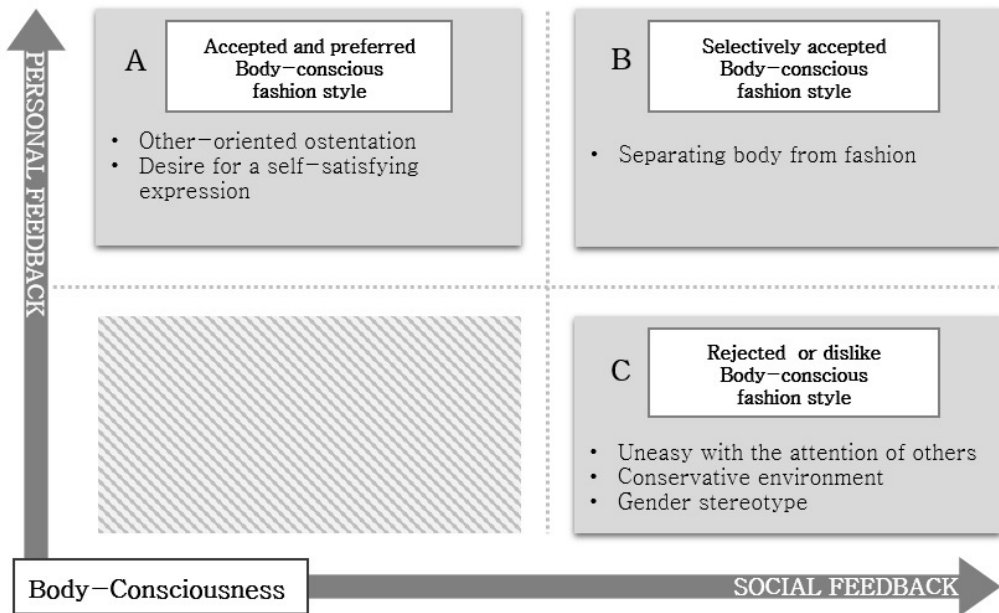 PERSONAL FEEDBACK
A
Accepted and preferred
Body-conscious
fashion style
• Other-oriented ostentation
• Desire for a self-satisfying
expression
B
Selectively accepted
Body-conscious
fashion style
• Separating body from fashion
C
Rejected or dislike
Body-conscious
fashion style
• Uneasy with the attention of others
• Conservative environment
• Gender stereotype
Body-Consciousness
SOCIAL FEEDBACK